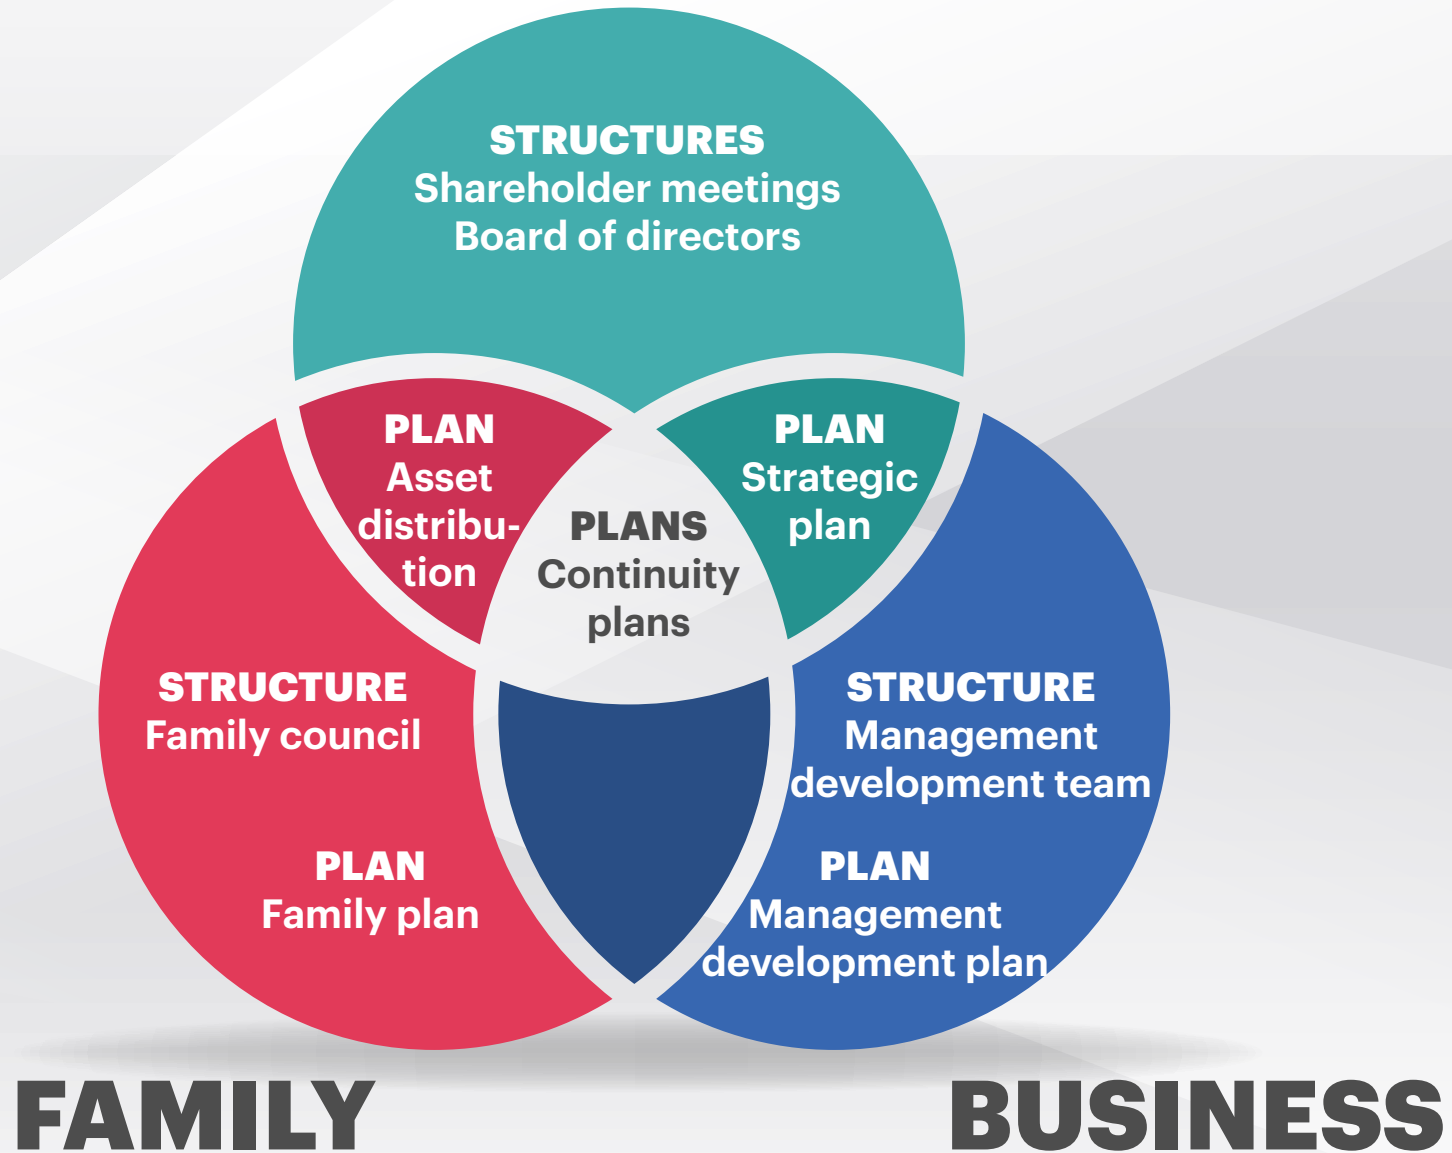 STRUCTURES
Shareholder meetings
Board of directors
PLAN
Asset
distribu-
tion
PLAN
Strategic
plan
PLANS
Continuity
plans
STRUCTURE
Family council
PLAN
Family plan
STRUCTURE
Management
development team
PLAN
Management
development plan
FAMILY
BUSINESS